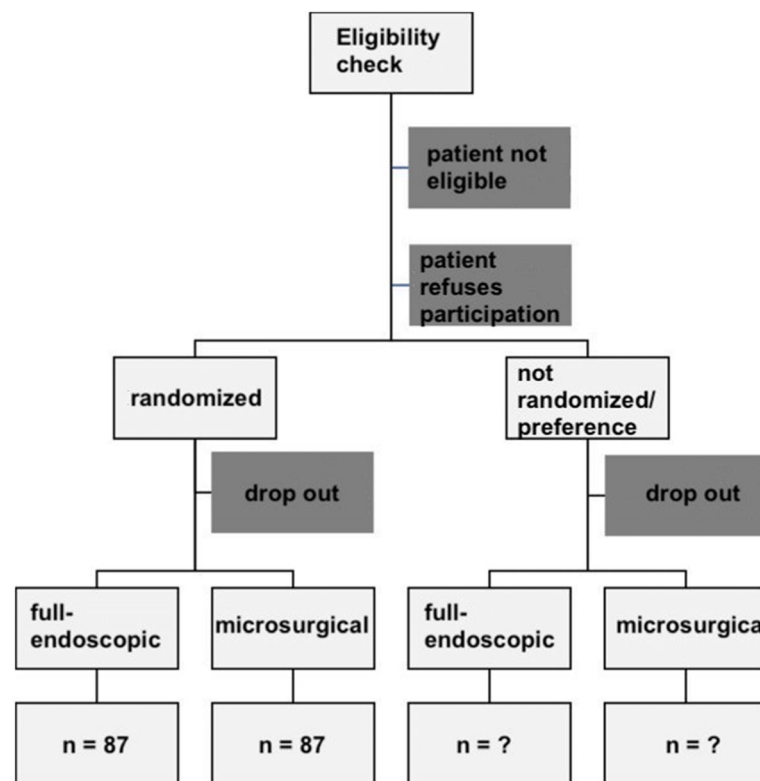 Eligibility
check
patient not
eligible
patient
refuses
participation
randomized
not
randomized/
preference
drop out
drop out
full-
endoscopic
microsurgical
full-
endoscopic
microsurgica
n = 87
n = 87
n = ?
n = ?